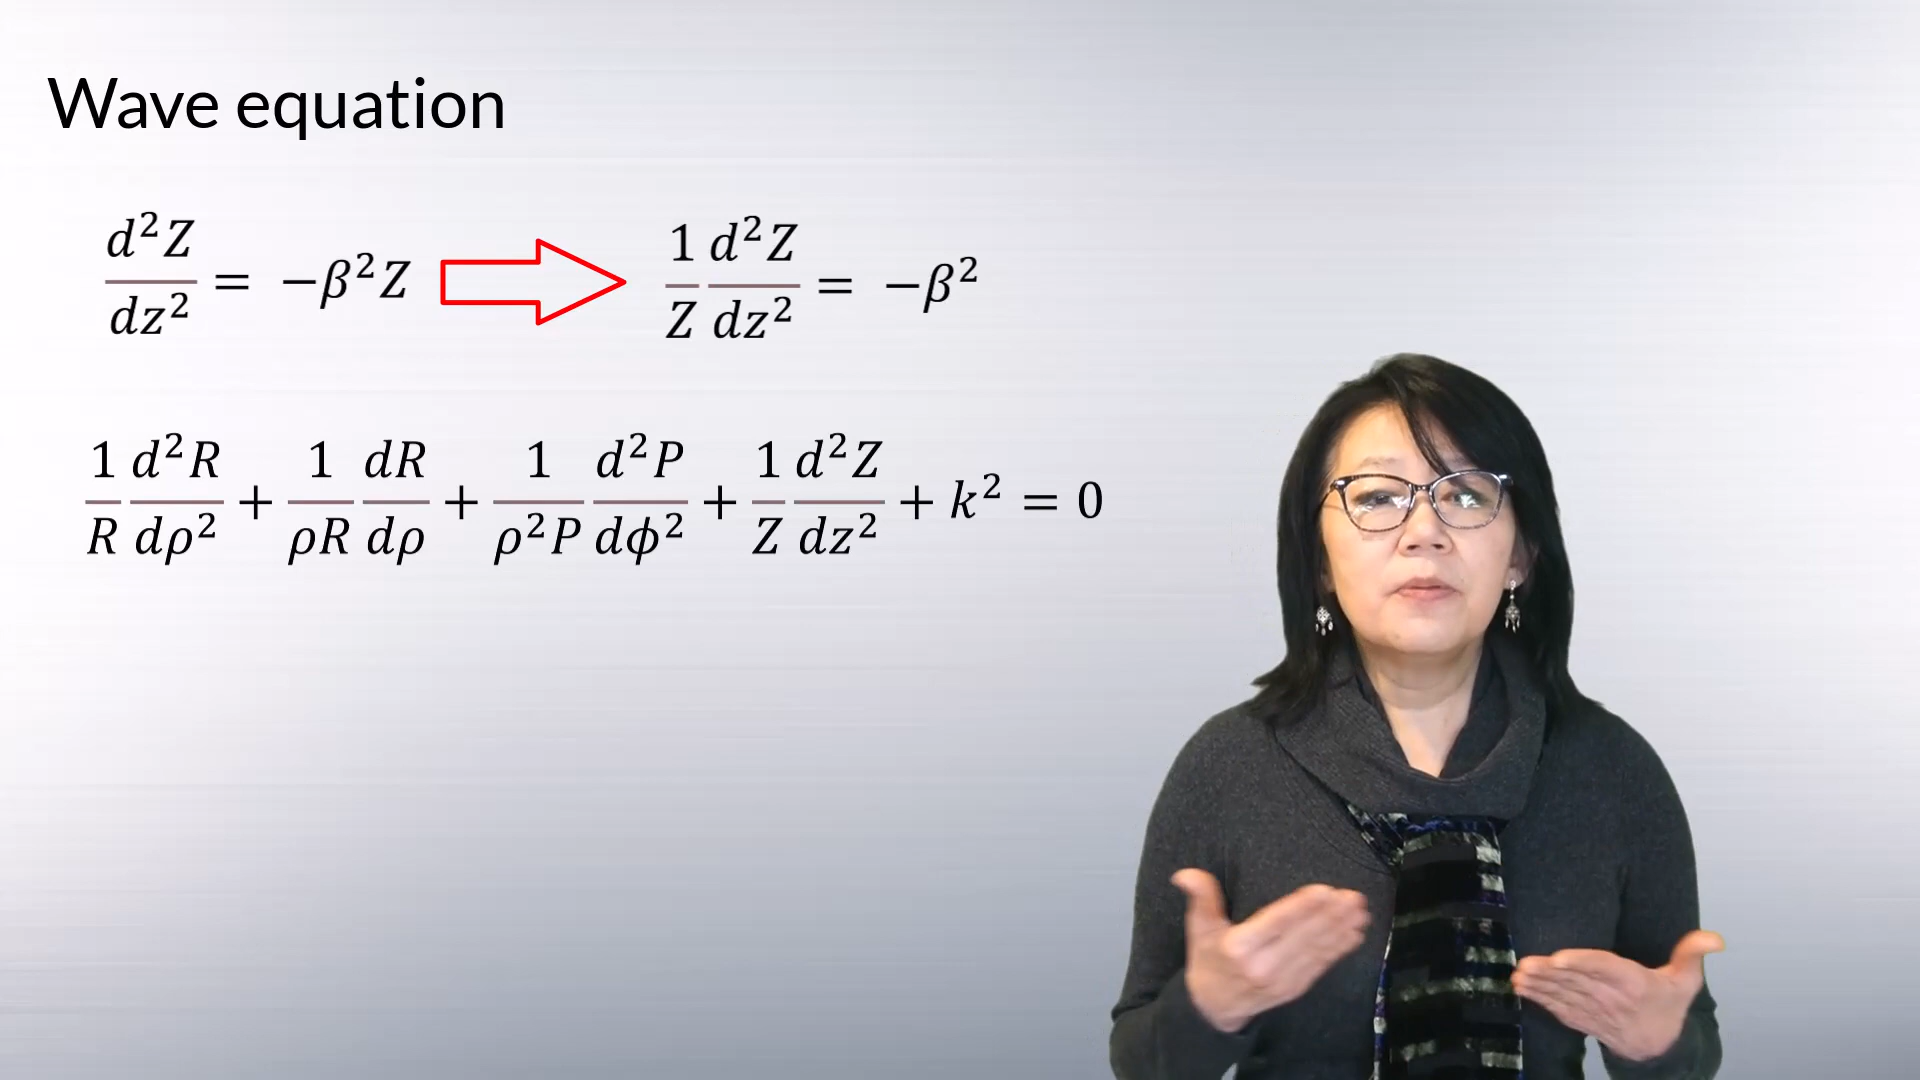 Wave equation
d²Z/dz² = −β²Z 1/Z d²Z/dz² = −β²
1/R d²R/dρ² + 1/ρR dR/dρ + 1/ρ²P d²P/dϕ² + 1/Z d²Z/dz² + k² = 0